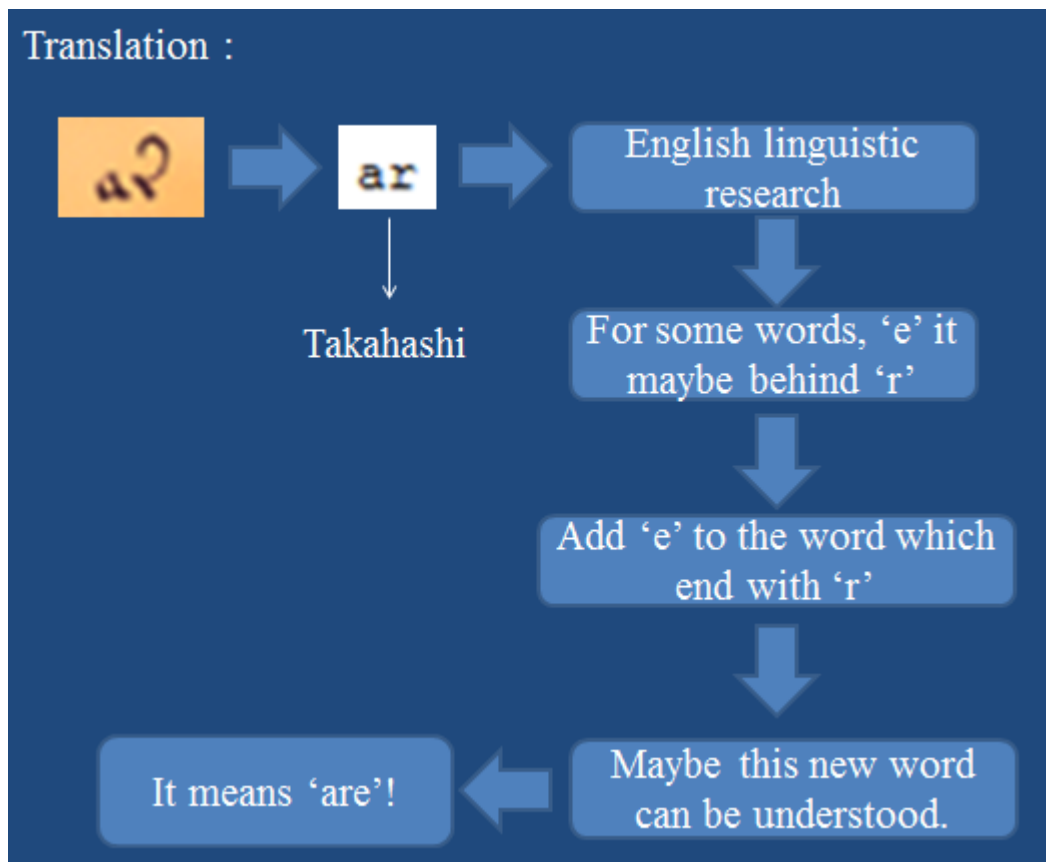 Translation :
ar
Takahashi
English linguistic
research
For some words, ‘e’ it
maybe behind ‘r’
Add ‘e’ to the word which
end with ‘r’
Maybe this new word
can be understood.
It means ‘are’!